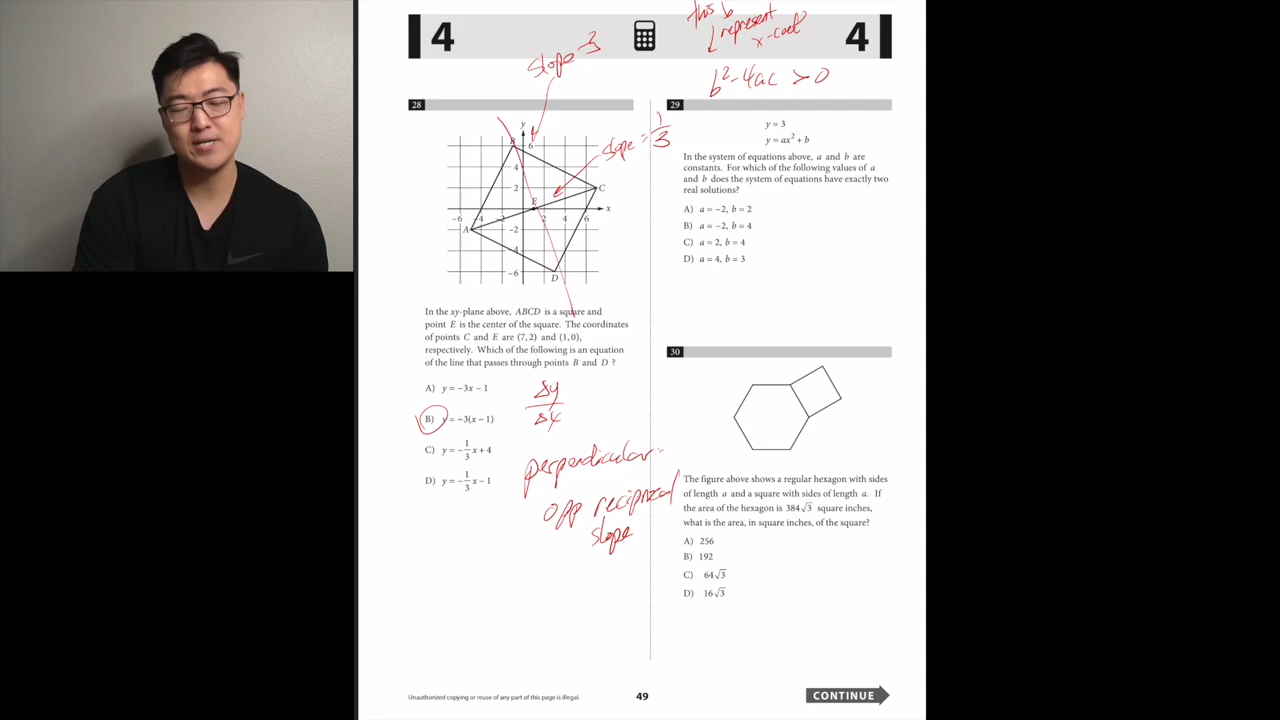 4
4
this b
represent
x-coef
b²-4ac > 0
slope -3
slope = 1/3
28
y
B
6
4
2
C
E
x
-6
-4
-2
2
4
6
A
-2
-4
-6
D
In the xy-plane above, ABCD is a square and
point E is the center of the square. The coordinates
of points C and E are (7, 2) and (1, 0),
respectively. Which of the following is an equation
of the line that passes through points B and D ?
A) y = −3x − 1
B) y = −3(x − 1)
C) y = −1/3 x + 4
D) y = −1/3 x − 1
Δy
Δx
perpendicular =
opp reciprocal
slope
29
y = 3
y = ax² + b
In the system of equations above, a and b are
constants. For which of the following values of a
and b does the system of equations have exactly two
real solutions?
A) a = −2, b = 2
B) a = −2, b = 4
C) a = 2, b = 4
D) a = 4, b = 3
30
The figure above shows a regular hexagon with sides
of length a and a square with sides of length a. If
the area of the hexagon is 384√3 square inches,
what is the area, in square inches, of the square?
A) 256
B) 192
C) 64√3
D) 16√3
Unauthorized copying or reuse of any part of this page is illegal.
49
CONTINUE